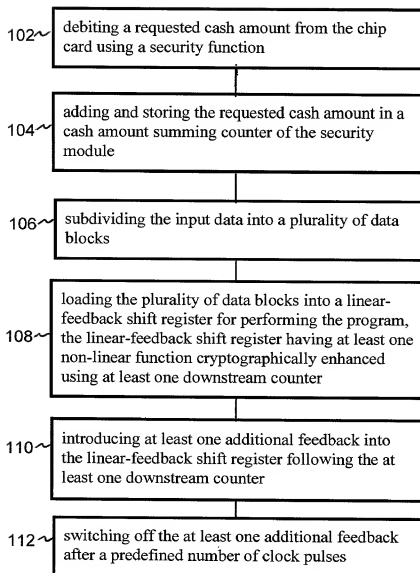 102
debiting a requested cash amount from the chip
card using a security function
104
adding and storing the requested cash amount in a
cash amount summing counter of the security
module
106
subdividing the input data into a plurality of data
blocks
108
loading the plurality of data blocks into a linear-
feedback shift register for performing the program,
the linear-feedback shift register having at least one
non-linear function cryptographically enhanced
using at least one downstream counter
110
introducing at least one additional feedback into
the linear-feedback shift register following the at
least one downstream counter
112
switching off the at least one additional feedback
after a predefined number of clock pulses